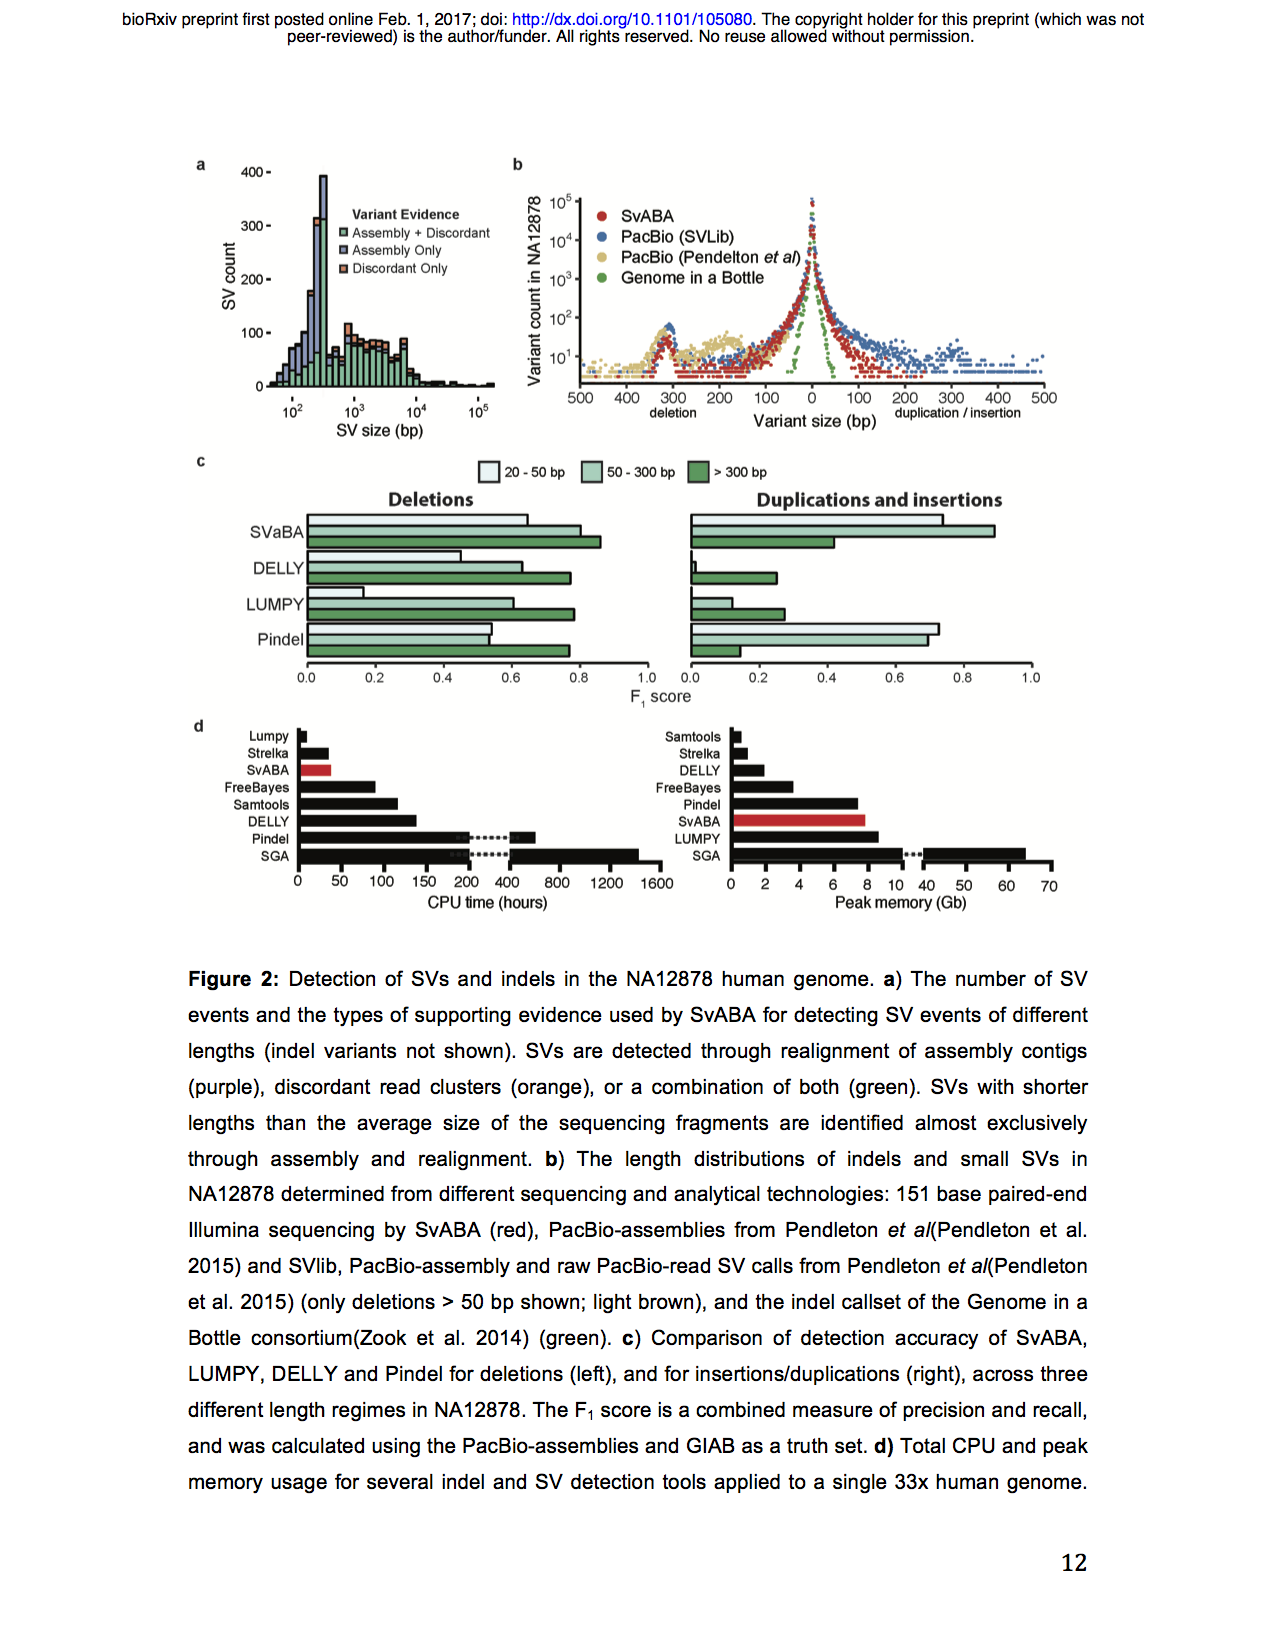 bioRxiv preprint first posted online Feb. 1, 2017; doi: http://dx.doi.org/10.1101/105080. The copyright holder for this preprint (which was not
peer-reviewed) is the author/funder. All rights reserved. No reuse allowed without permission.
a
400
300
200
100
0
SV count
Variant Evidence
Assembly + Discordant
Assembly Only
Discordant Only
10²
10³
10⁴
10⁵
SV size (bp)
b
Variant count in NA12878
10⁵
10⁴
10³
10²
10¹
SvABA
PacBio (SVLib)
PacBio (Pendelton et al)
Genome in a Bottle
500 400 300 200 100 0 100 200 300 400 500
deletion
duplication / insertion
Variant size (bp)
c
20 - 50 bp
50 - 300 bp
> 300 bp
Deletions
Duplications and insertions
SVaBA
DELLY
LUMPY
Pindel
0.0 0.2 0.4 0.6 0.8 1.0
0.0 0.2 0.4 0.6 0.8 1.0
F₁ score
d
Lumpy
Strelka
SvABA
FreeBayes
Samtools
DELLY
Pindel
SGA
0 50 100 150 200 400 800 1200 1600
CPU time (hours)
Samtools
Strelka
DELLY
FreeBayes
Pindel
SvABA
LUMPY
SGA
0 2 4 6 8 10 40 50 60 70
Peak memory (Gb)
Figure 2: Detection of SVs and indels in the NA12878 human genome. a) The number of SV
events and the types of supporting evidence used by SvABA for detecting SV events of different
lengths (indel variants not shown). SVs are detected through realignment of assembly contigs
(purple), discordant read clusters (orange), or a combination of both (green). SVs with shorter
lengths than the average size of the sequencing fragments are identified almost exclusively
through assembly and realignment. b) The length distributions of indels and small SVs in
NA12878 determined from different sequencing and analytical technologies: 151 base paired-end
Illumina sequencing by SvABA (red), PacBio-assemblies from Pendleton et al(Pendleton et al.
2015) and SVlib, PacBio-assembly and raw PacBio-read SV calls from Pendleton et al(Pendleton
et al. 2015) (only deletions > 50 bp shown; light brown), and the indel callset of the Genome in a
Bottle consortium(Zook et al. 2014) (green). c) Comparison of detection accuracy of SvABA,
LUMPY, DELLY and Pindel for deletions (left), and for insertions/duplications (right), across three
different length regimes in NA12878. The F₁ score is a combined measure of precision and recall,
and was calculated using the PacBio-assemblies and GIAB as a truth set. d) Total CPU and peak
memory usage for several indel and SV detection tools applied to a single 33x human genome.
12